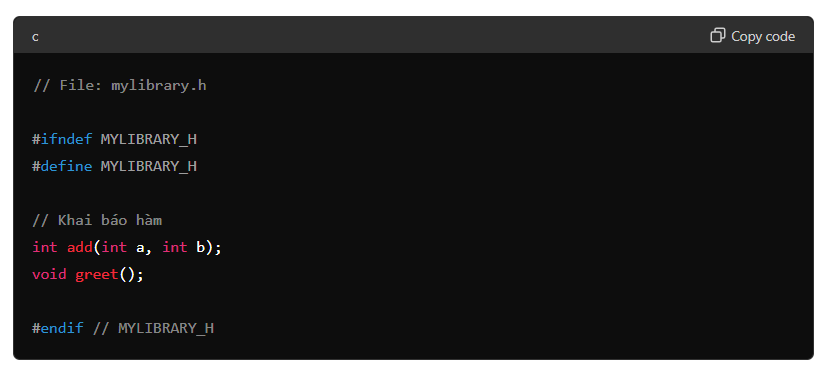 c
Copy code
// File: mylibrary.h
#ifndef MYLIBRARY_H
#define MYLIBRARY_H
// Khai báo hàm
int add(int a, int b);
void greet();
#endif // MYLIBRARY_H